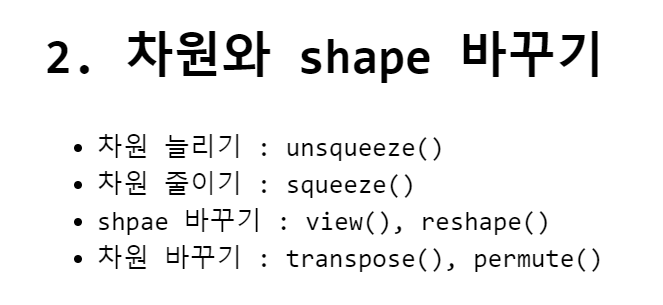 2. 차원와 shape 바꾸기
• 차원 늘리기 : unsqueeze()
• 차원 줄이기 : squeeze()
• shpae 바꾸기 : view(), reshape()
• 차원 바꾸기 : transpose(), permute()